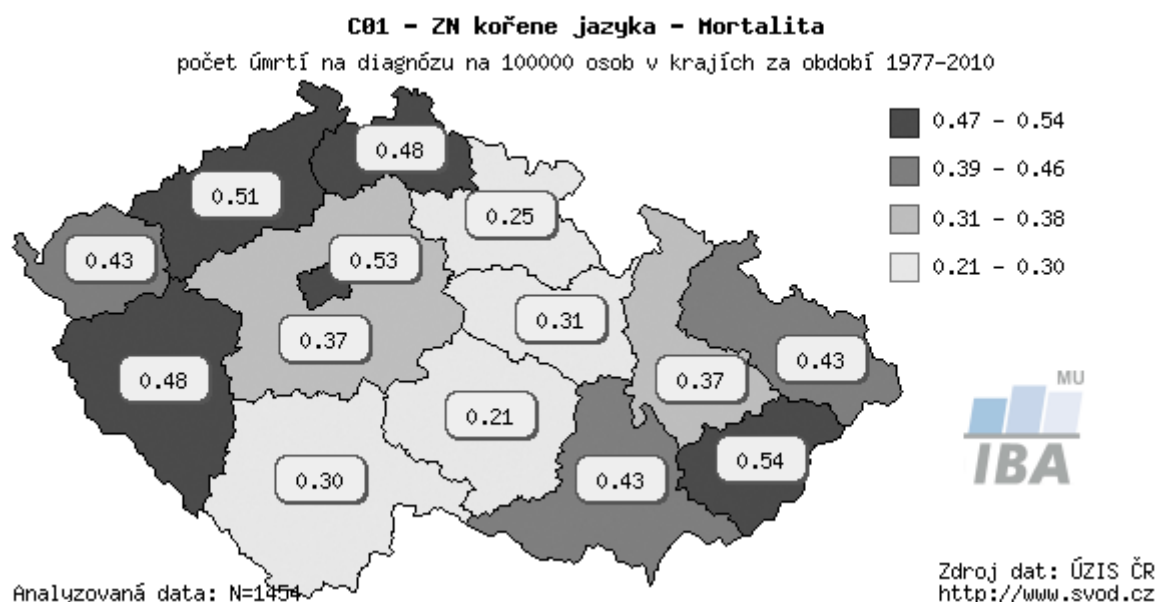 C01 - ZN kořene jazyka - Mortalita
počet úmrtí na diagnózu na 100000 osob v krajích za období 1977-2010
0.47 - 0.54
0.48
0.39 - 0.46
0.51
0.25
0.31 - 0.38
0.43
0.53
0.21 - 0.30
0.31
0.37
0.43
0.48
0.37
MU
0.21
0.54
IBA
0.30
0.43
Zdroj dat: ÚZIS ČR
Analyzovaná data: N=1454
http://www.svod.cz